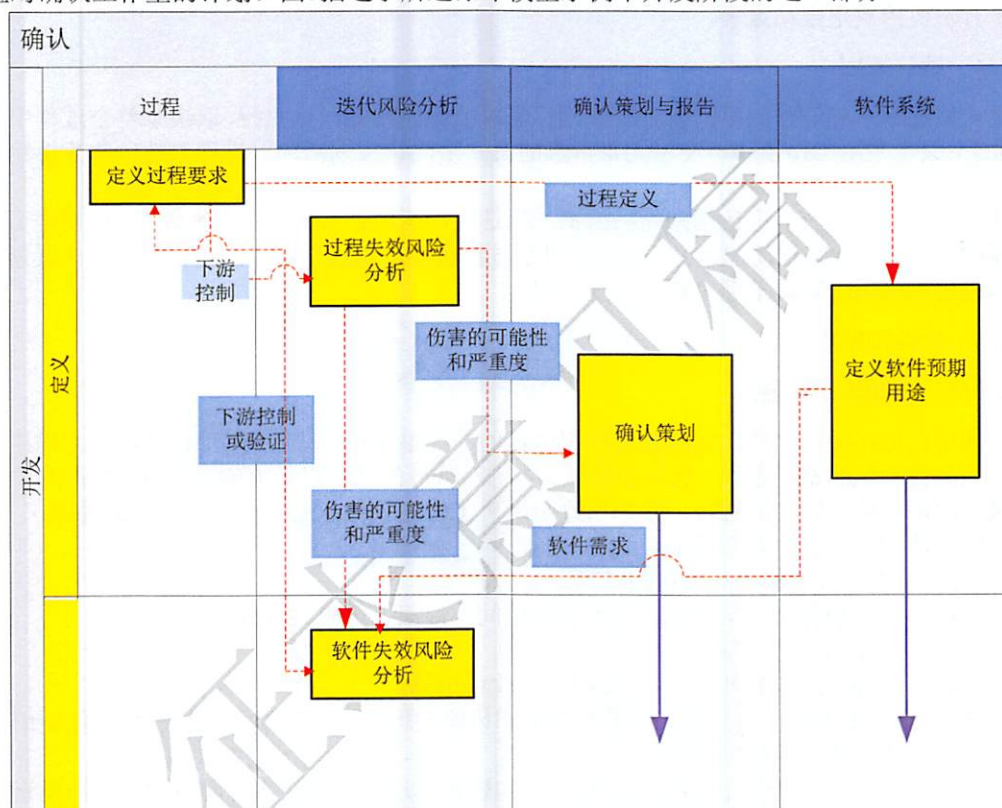 确认
过程
迭代风险分析
确认策划与报告
软件系统
定义过程要求
过程定义
过程失效风险
分析
下游
控制
伤害的可能性
和严重度
定义软件预期
用途
定义
下游控制
或验证
确认策划
开发
伤害的可能性
和严重度
软件需求
软件失效风险
分析
征求意见稿